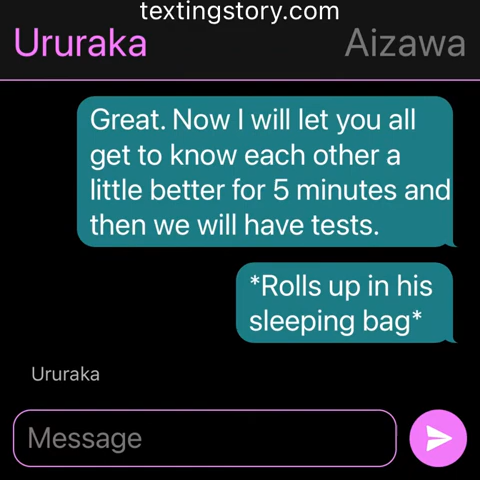 textingstory.com
Ururaka Aizawa
Great. Now I will let you all
get to know each other a
little better for 5 minutes and
then we will have tests.
*Rolls up in his
sleeping bag*
Ururaka
Message